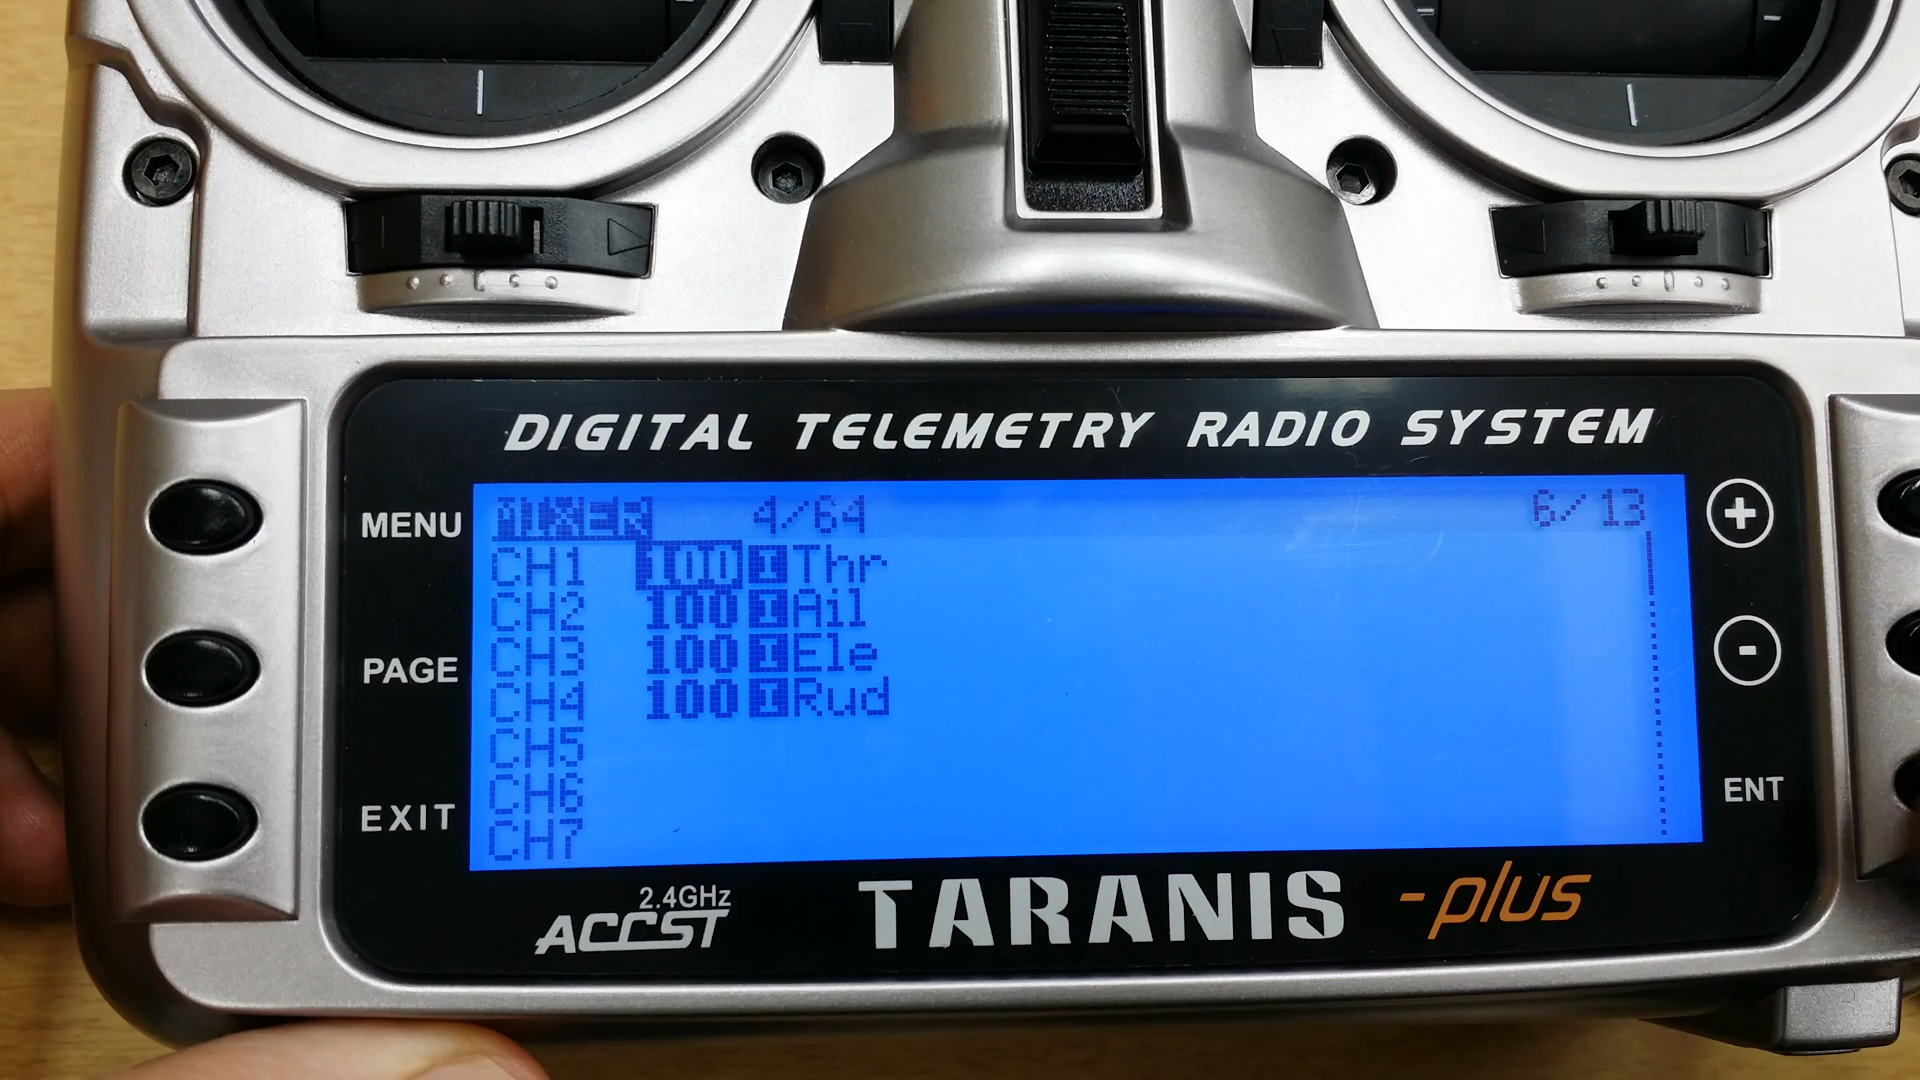 DIGITAL TELEMETRY RADIO SYSTEM
MENU
PAGE
EXIT
MIXER 4/64 6/13
CH1 100 I Thr
CH2 100 I Ail
CH3 100 I Ele
CH4 100 I Rud
CH5
CH6
CH7
+
-
ENT
2.4GHz
ACCST
TARANIS -plus